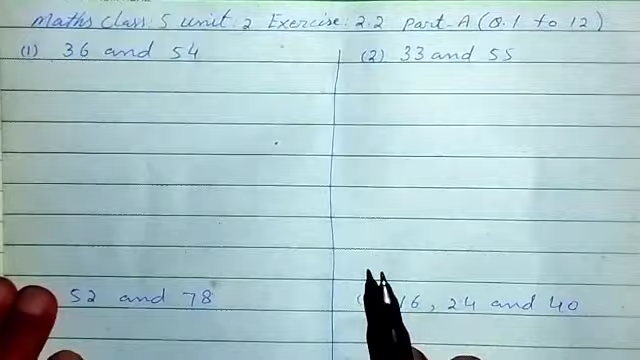 Maths Class: 5 unit: 2 Exercise: 2.2 part-A (Q.1 to 12)
(1) 36 and 54
(2) 33 and 55
52 and 78
16, 24 and 40